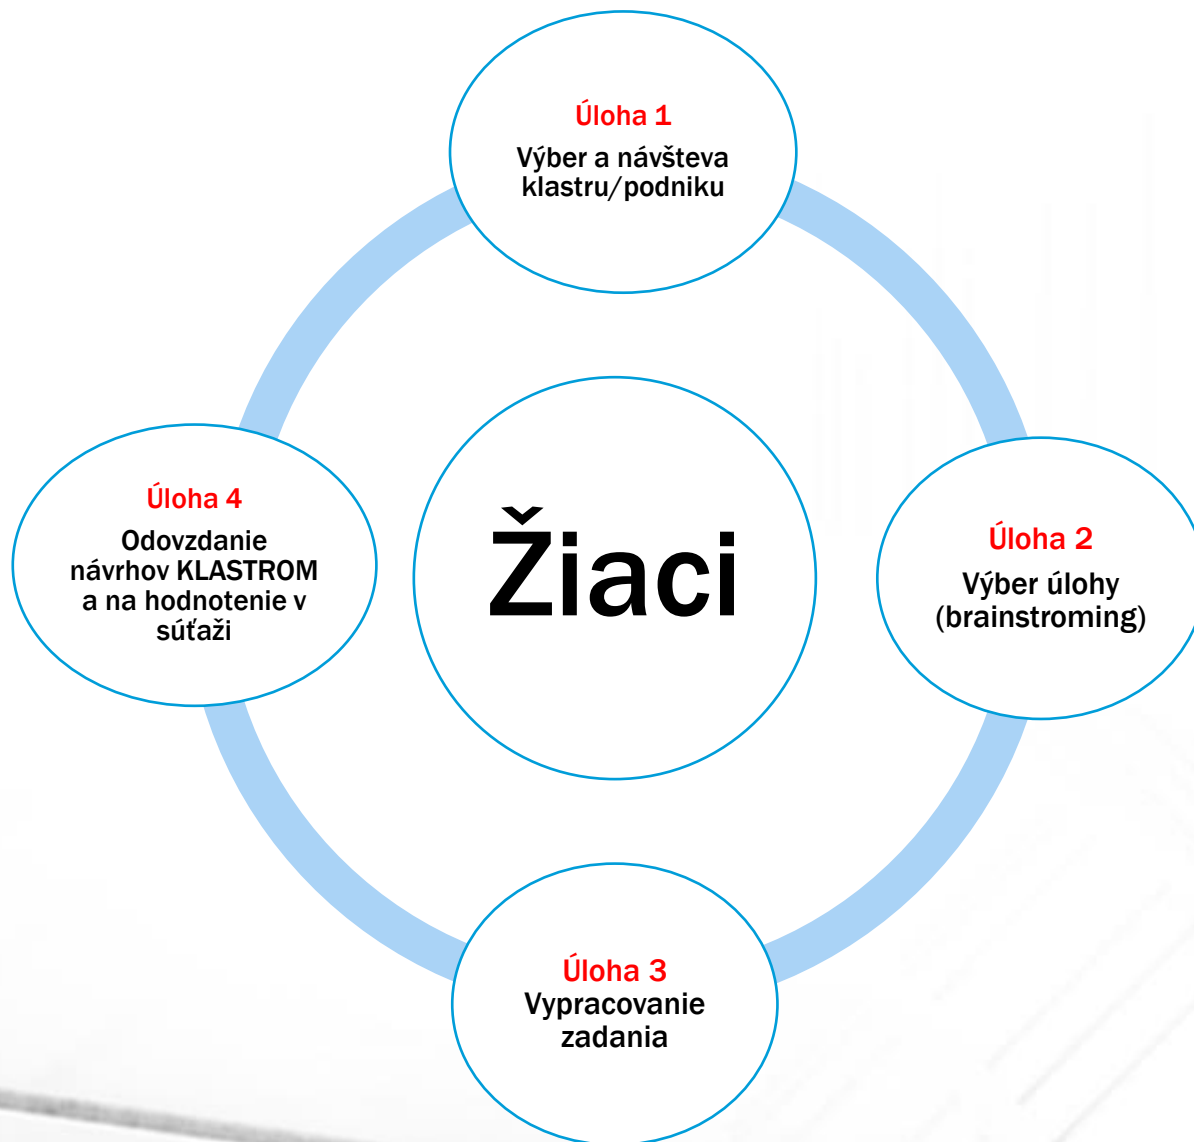 Úloha 1
Výber a návšteva
klastru/podniku
Úloha 2
Výber úlohy
(brainstroming)
Úloha 3
Vypracovanie
zadania
Úloha 4
Odovzdanie
návrhov KLASTROM
a na hodnotenie v
súťaži
Žiaci